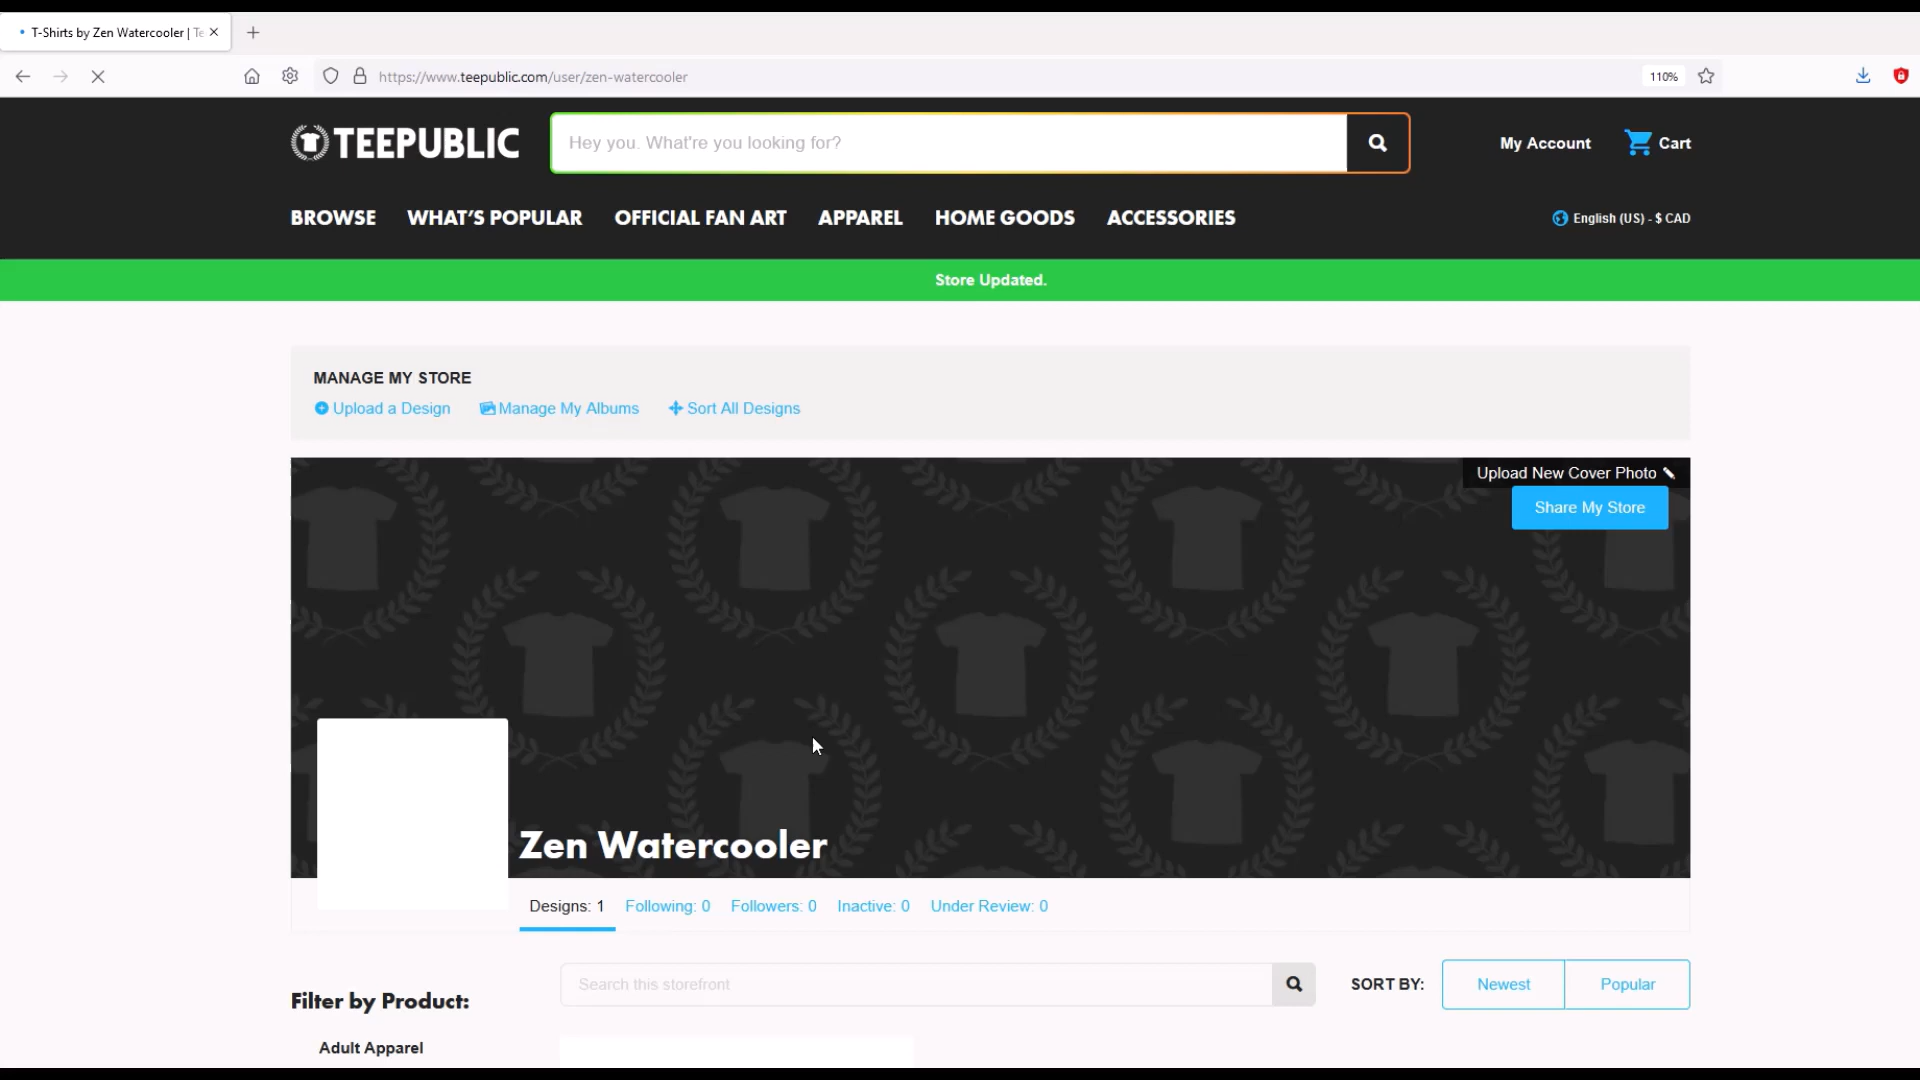 T-Shirts by Zen Watercooler | Te
https://www.teepublic.com/user/zen-watercooler
110%
TEEPUBLIC
Hey you. What're you looking for?
My Account
Cart
BROWSE
WHAT'S POPULAR
OFFICIAL FAN ART
APPAREL
HOME GOODS
ACCESSORIES
English (US) - $ CAD
Store Updated.
MANAGE MY STORE
Upload a Design
Manage My Albums
Sort All Designs
Upload New Cover Photo
Share My Store
Zen Watercooler
Designs: 1
Following: 0
Followers: 0
Inactive: 0
Under Review: 0
Search this storefront
SORT BY:
Newest
Popular
Filter by Product:
Adult Apparel